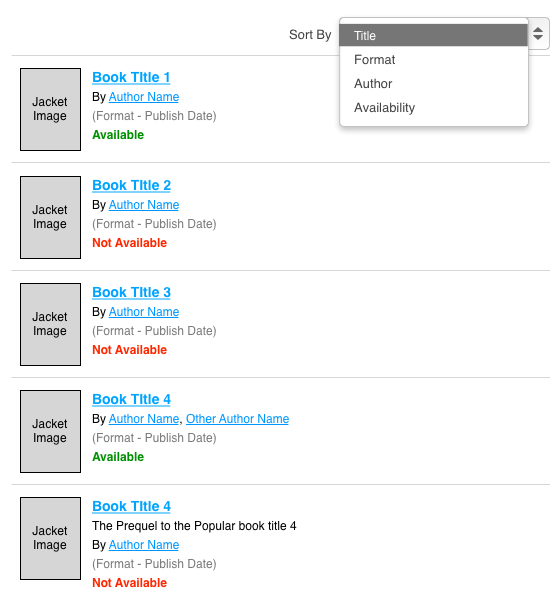 Sort By
Title
Format
Author
Availability
Jacket
Image
Book TItle 1
By Author Name
(Format - Publish Date)
Available
Jacket
Image
Book TItle 2
By Author Name
(Format - Publish Date)
Not Available
Jacket
Image
Book TItle 3
By Author Name
(Format - Publish Date)
Not Available
Jacket
Image
Book TItle 4
By Author Name, Other Author Name
(Format - Publish Date)
Available
Jacket
Image
Book TItle 4
The Prequel to the Popular book title 4
By Author Name
(Format - Publish Date)
Not Available